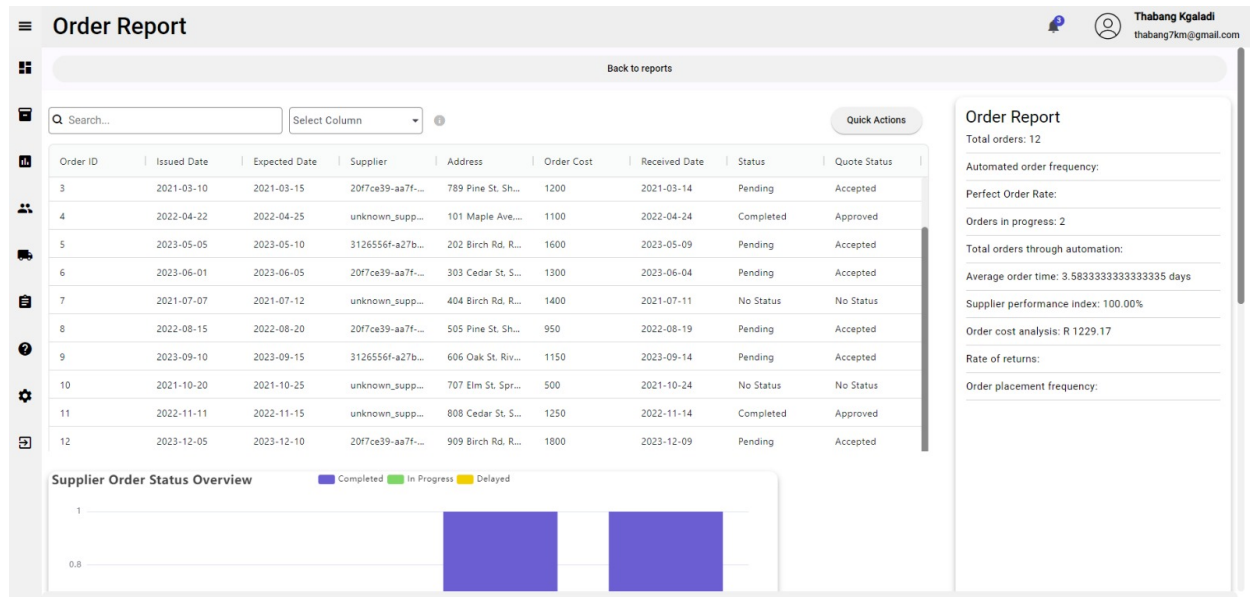 Order Report
3
Thabang Kgaladi
thabang7km@gmail.com
Back to reports
Search...
Select Column
Quick Actions
Order ID Issued Date Expected Date Supplier Address Order Cost Received Date Status Quote Status
3 2021-03-10 2021-03-15 20f7ce39-aa7f-... 789 Pine St, Sh... 1200 2021-03-14 Pending Accepted
4 2022-04-22 2022-04-25 unknown_supp... 101 Maple Ave,... 1100 2022-04-24 Completed Approved
5 2023-05-05 2023-05-10 3126556f-a27b... 202 Birch Rd, R... 1600 2023-05-09 Pending Accepted
6 2023-06-01 2023-06-05 20f7ce39-aa7f-... 303 Cedar St, S... 1300 2023-06-04 Pending Accepted
7 2021-07-07 2021-07-12 unknown_supp... 404 Birch Rd, R... 1400 2021-07-11 No Status No Status
8 2022-08-15 2022-08-20 20f7ce39-aa7f-... 505 Pine St, Sh... 950 2022-08-19 Pending Accepted
9 2023-09-10 2023-09-15 3126556f-a27b... 606 Oak St, Riv... 1150 2023-09-14 Pending Accepted
10 2021-10-20 2021-10-25 unknown_supp... 707 Elm St, Spr... 500 2021-10-24 No Status No Status
11 2022-11-11 2022-11-15 unknown_supp... 808 Cedar St, S... 1250 2022-11-14 Completed Approved
12 2023-12-05 2023-12-10 20f7ce39-aa7f-... 909 Birch Rd, R... 1800 2023-12-09 Pending Accepted
Supplier Order Status Overview
Completed In Progress Delayed
1
0.8
Order Report
Total orders: 12
Automated order frequency:
Perfect Order Rate:
Orders in progress: 2
Total orders through automation:
Average order time: 3.5833333333333335 days
Supplier performance index: 100.00%
Order cost analysis: R 1229.17
Rate of returns:
Order placement frequency: